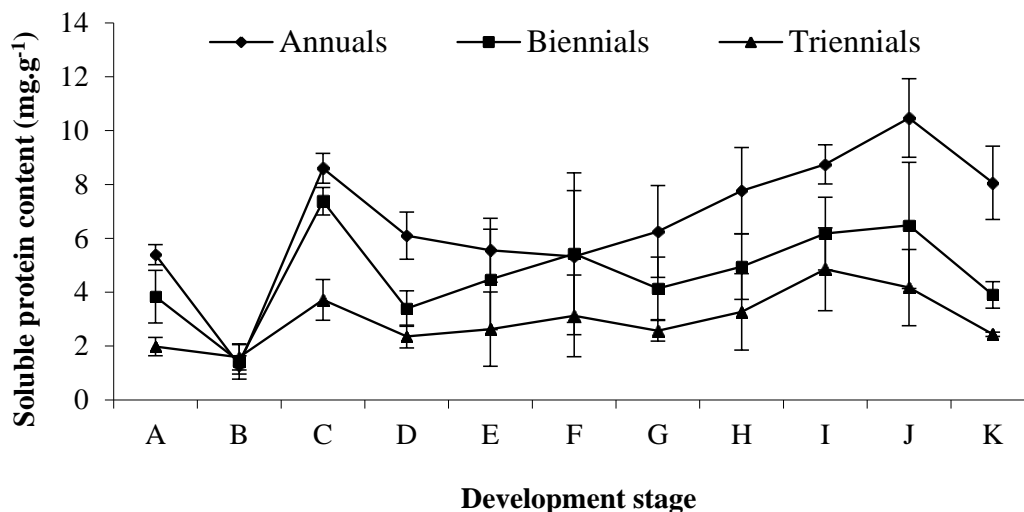 Soluble protein content (mg.g-1)
14
12
10
8
6
4
2
0
Annuals Biennials Triennials
A B C D E F G H I J K
Development stage